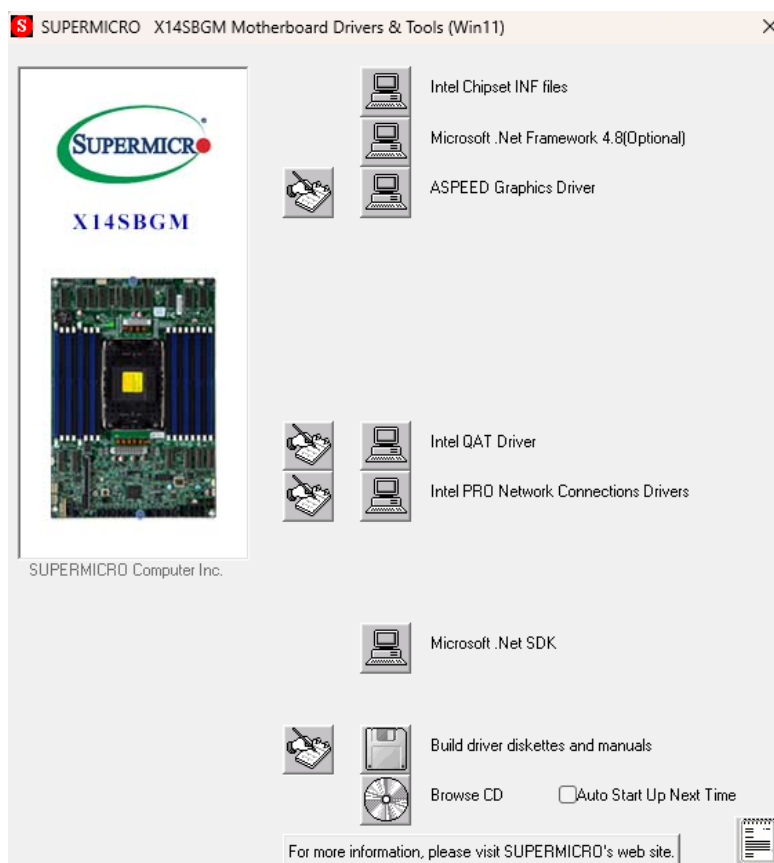 S SUPERMICRO X14SBGM Motherboard Drivers & Tools (Win11)
SUPERMICRO
X14SBGM
SUPERMICRO Computer Inc.
Intel Chipset INF files
Microsoft .Net Framework 4.8(Optional)
ASPEED Graphics Driver
Intel QAT Driver
Intel PRO Network Connections Drivers
Microsoft .Net SDK
Build driver diskettes and manuals
Browse CD Auto Start Up Next Time
For more information, please visit SUPERMICRO's web site.